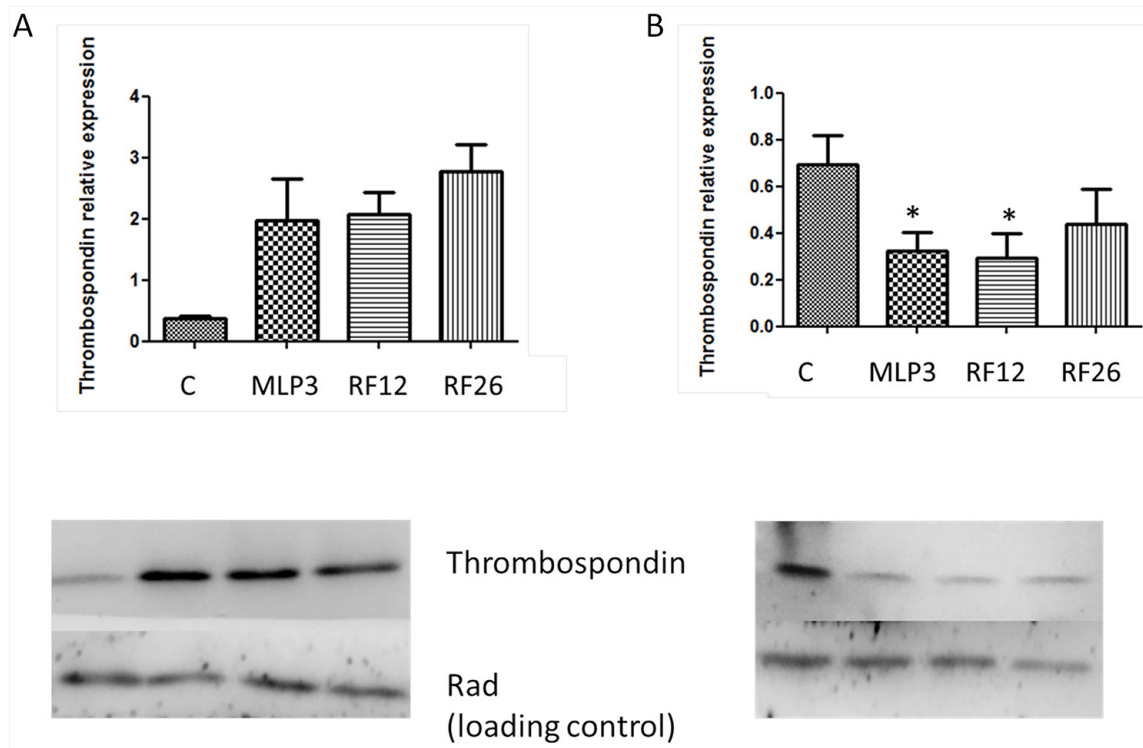 A
B
Thrombospondin relative expression
4
3
2
1
0
C MLP3 RF12 RF26
Thrombospondin relative expression
1.0
0.8
0.6
0.4
0.2
0.0
* *
C MLP3 RF12 RF26
Thrombospondin
Rad
(loading control)